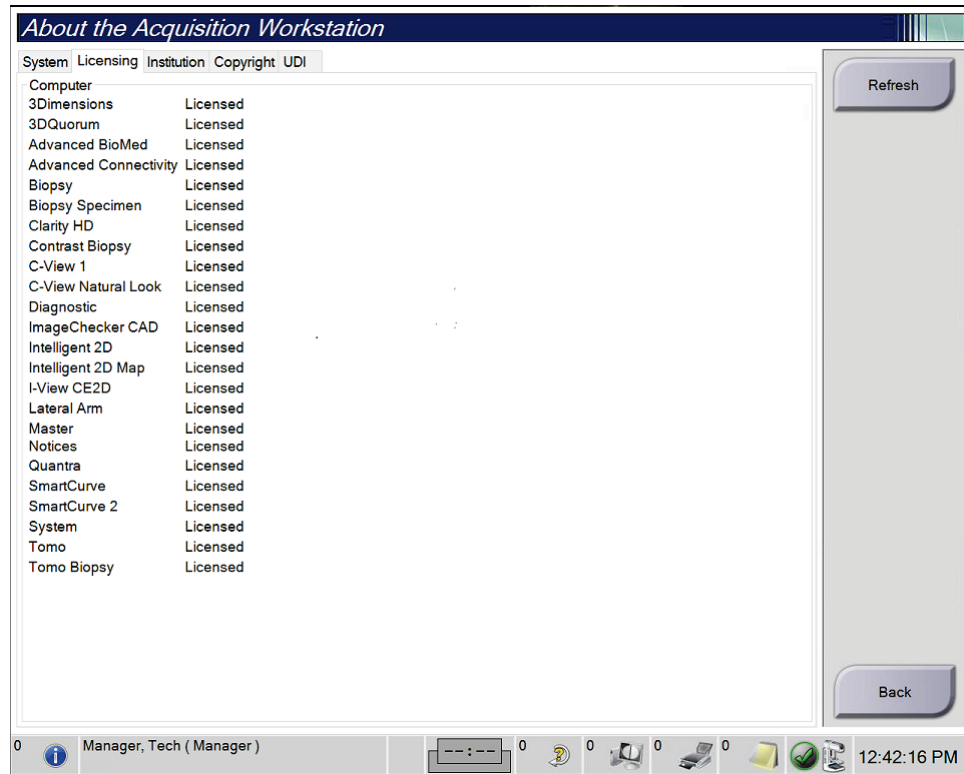 About the Acquisition Workstation
System Licensing Institution Copyright UDI
Refresh
Computer
3Dimensions Licensed
3DQuorum Licensed
Advanced BioMed Licensed
Advanced Connectivity Licensed
Biopsy Licensed
Biopsy Specimen Licensed
Clarity HD Licensed
Contrast Biopsy Licensed
C-View 1 Licensed
C-View Natural Look Licensed
Diagnostic Licensed
ImageChecker CAD Licensed
Intelligent 2D Licensed
Intelligent 2D Map Licensed
I-View CE2D Licensed
Lateral Arm Licensed
Master Licensed
Notices Licensed
Quantra Licensed
SmartCurve Licensed
SmartCurve 2 Licensed
System Licensed
Tomo Licensed
Tomo Biopsy Licensed
Back
0 Manager, Tech ( Manager ) --:-- 0 0 0 0 12:42:16 PM